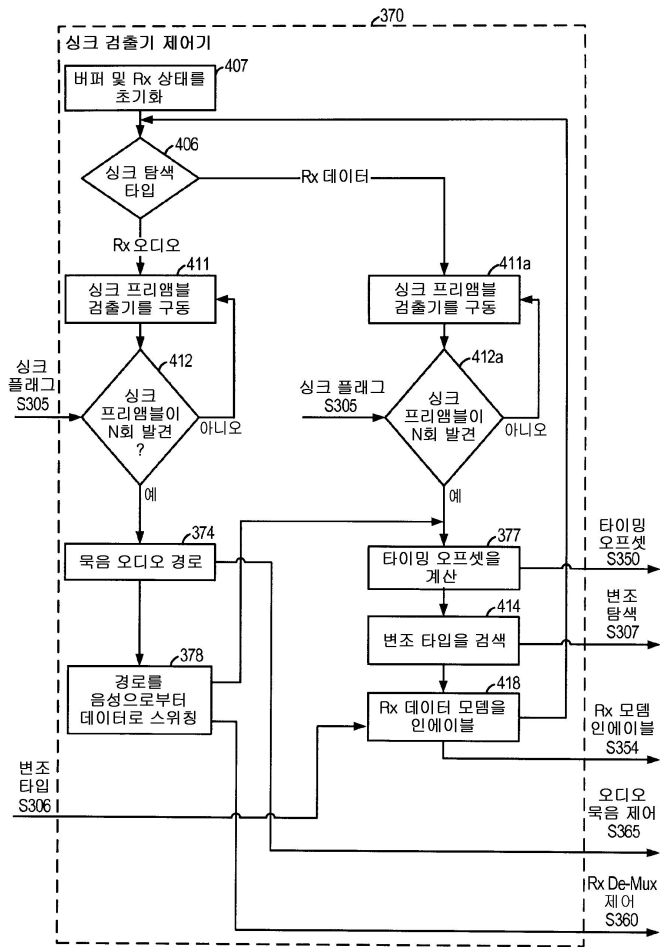 370
싱크 검출기 제어기
407
버퍼 및 Rx 상태를
초기화
406
싱크 탐색
타입
Rx 데이터
Rx 오디오
411
싱크 프리앰블
검출기를 구동
411a
싱크 프리앰블
검출기를 구동
싱크
플래그
S305
412
싱크
프리앰블이
N회 발견
?
아니오
예
싱크 플래그
S305
412a
싱크
프리앰블이
N회 발견
아니오
예
374
묵음 오디오 경로
377
타이밍 오프셋을
계산
타이밍
오프셋
S350
414
변조 타입을 검색
변조
탐색
S307
378
경로를
음성으로부터
데이터로 스위칭
418
Rx 데이터 모뎀을
인에이블
Rx 모뎀
인에이블
S354
변조
타입
S306
오디오
묵음 제어
S365
Rx De-Mux
제어
S360